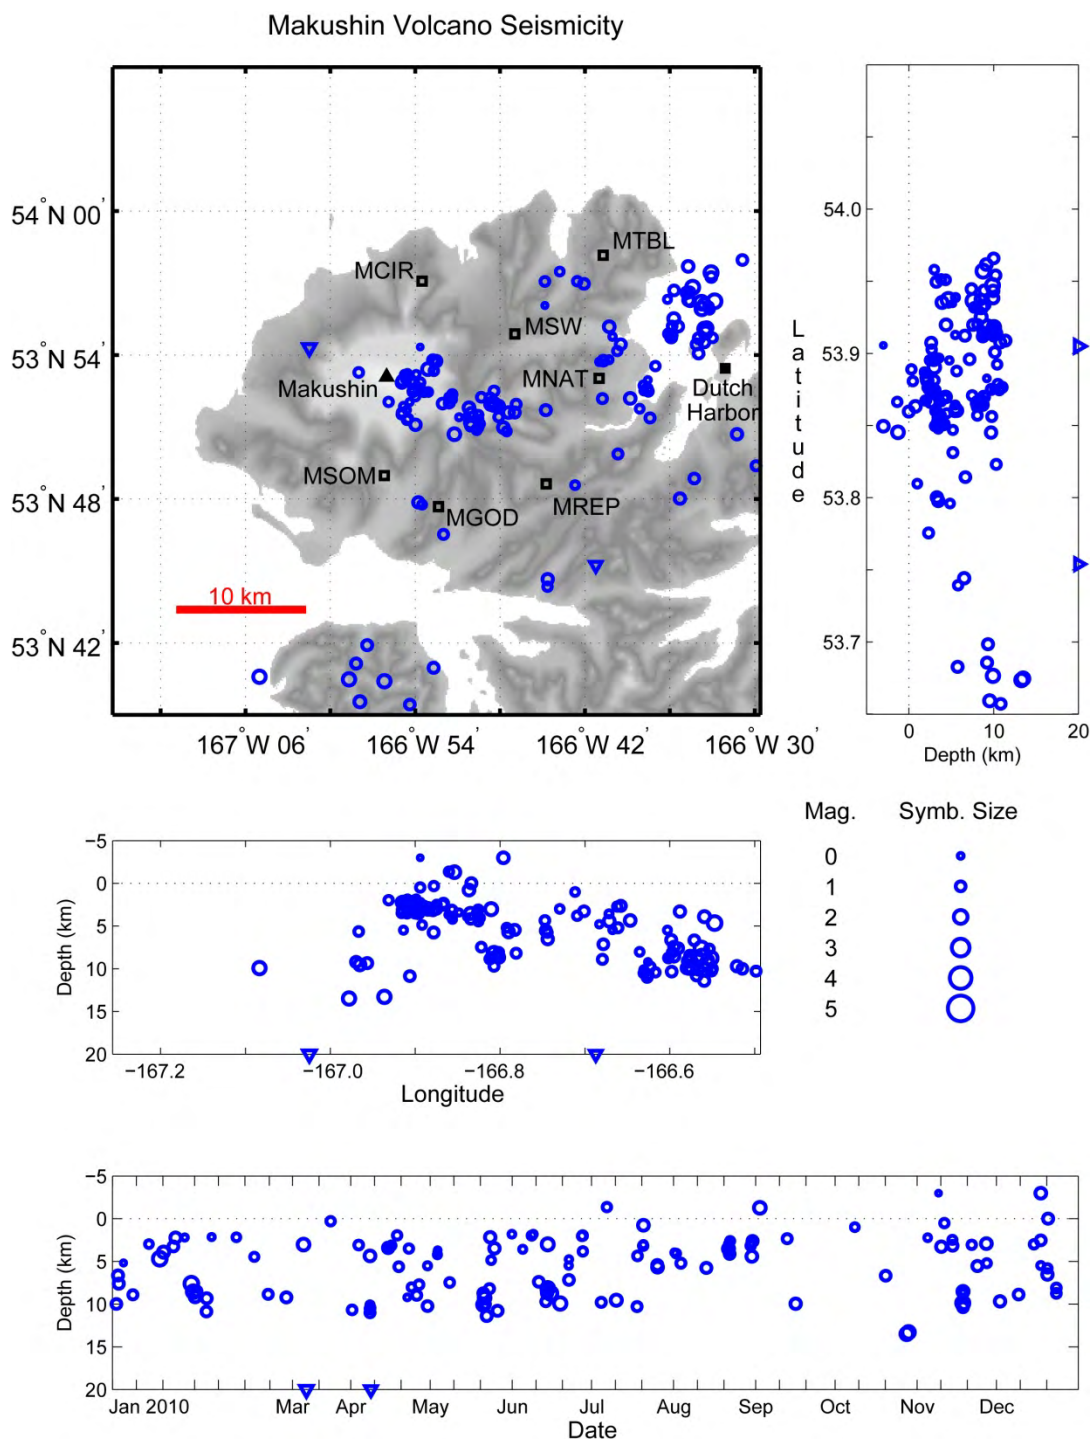 Makushin Volcano Seismicity
54°N 00'
53°N 54'
53°N 48'
53°N 42'
MTBL
MCIR
MSW
Makushin
MNAT
Dutch
Harbor
MSOM
MGOD
MREP
10 km
167°W 06'
166°W 54'
166°W 42'
166°W 30'
54.0
53.9
53.8
53.7
Latitude
0
10
20
Depth (km)
Mag.
Symb. Size
0
1
2
3
4
5
−5
0
5
10
15
20
Depth (km)
−167.2
−167.0
−166.8
−166.6
Longitude
−5
0
5
10
15
20
Depth (km)
Jan 2010
Mar
Apr
May
Jun
Jul
Aug
Sep
Oct
Nov
Dec
Date